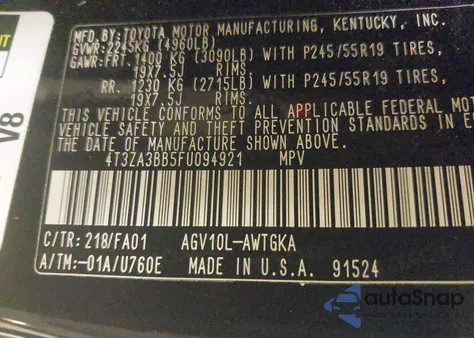 MFD.BY:TOYOTA MOTOR MANUFACTURING, KENTUCKY, INC.
GVWR:2245KG (4960LB)
GAWR:FRT. 1400 KG (3090LB) WITH P245/55R19 TIRES,
19X7.5J RIMS.
RR. 1230 KG (2715LB) WITH P245/55R19 TIRES,
19X7.5J RIMS.
THIS VEHICLE CONFORMS TO ALL APPLICABLE FEDERAL MOTO
VEHICLE SAFETY AND THEFT PREVENTION STANDARDS IN E
THE DATE OF MANUFACTURE SHOWN ABOVE.
4T3ZA3BB5FU094921 MPV
C/TR:218/FA01 AGV10L-AWTGKA
A/TM:-01A/U760E MADE IN U.S.A. 91524
V8
autoSnap